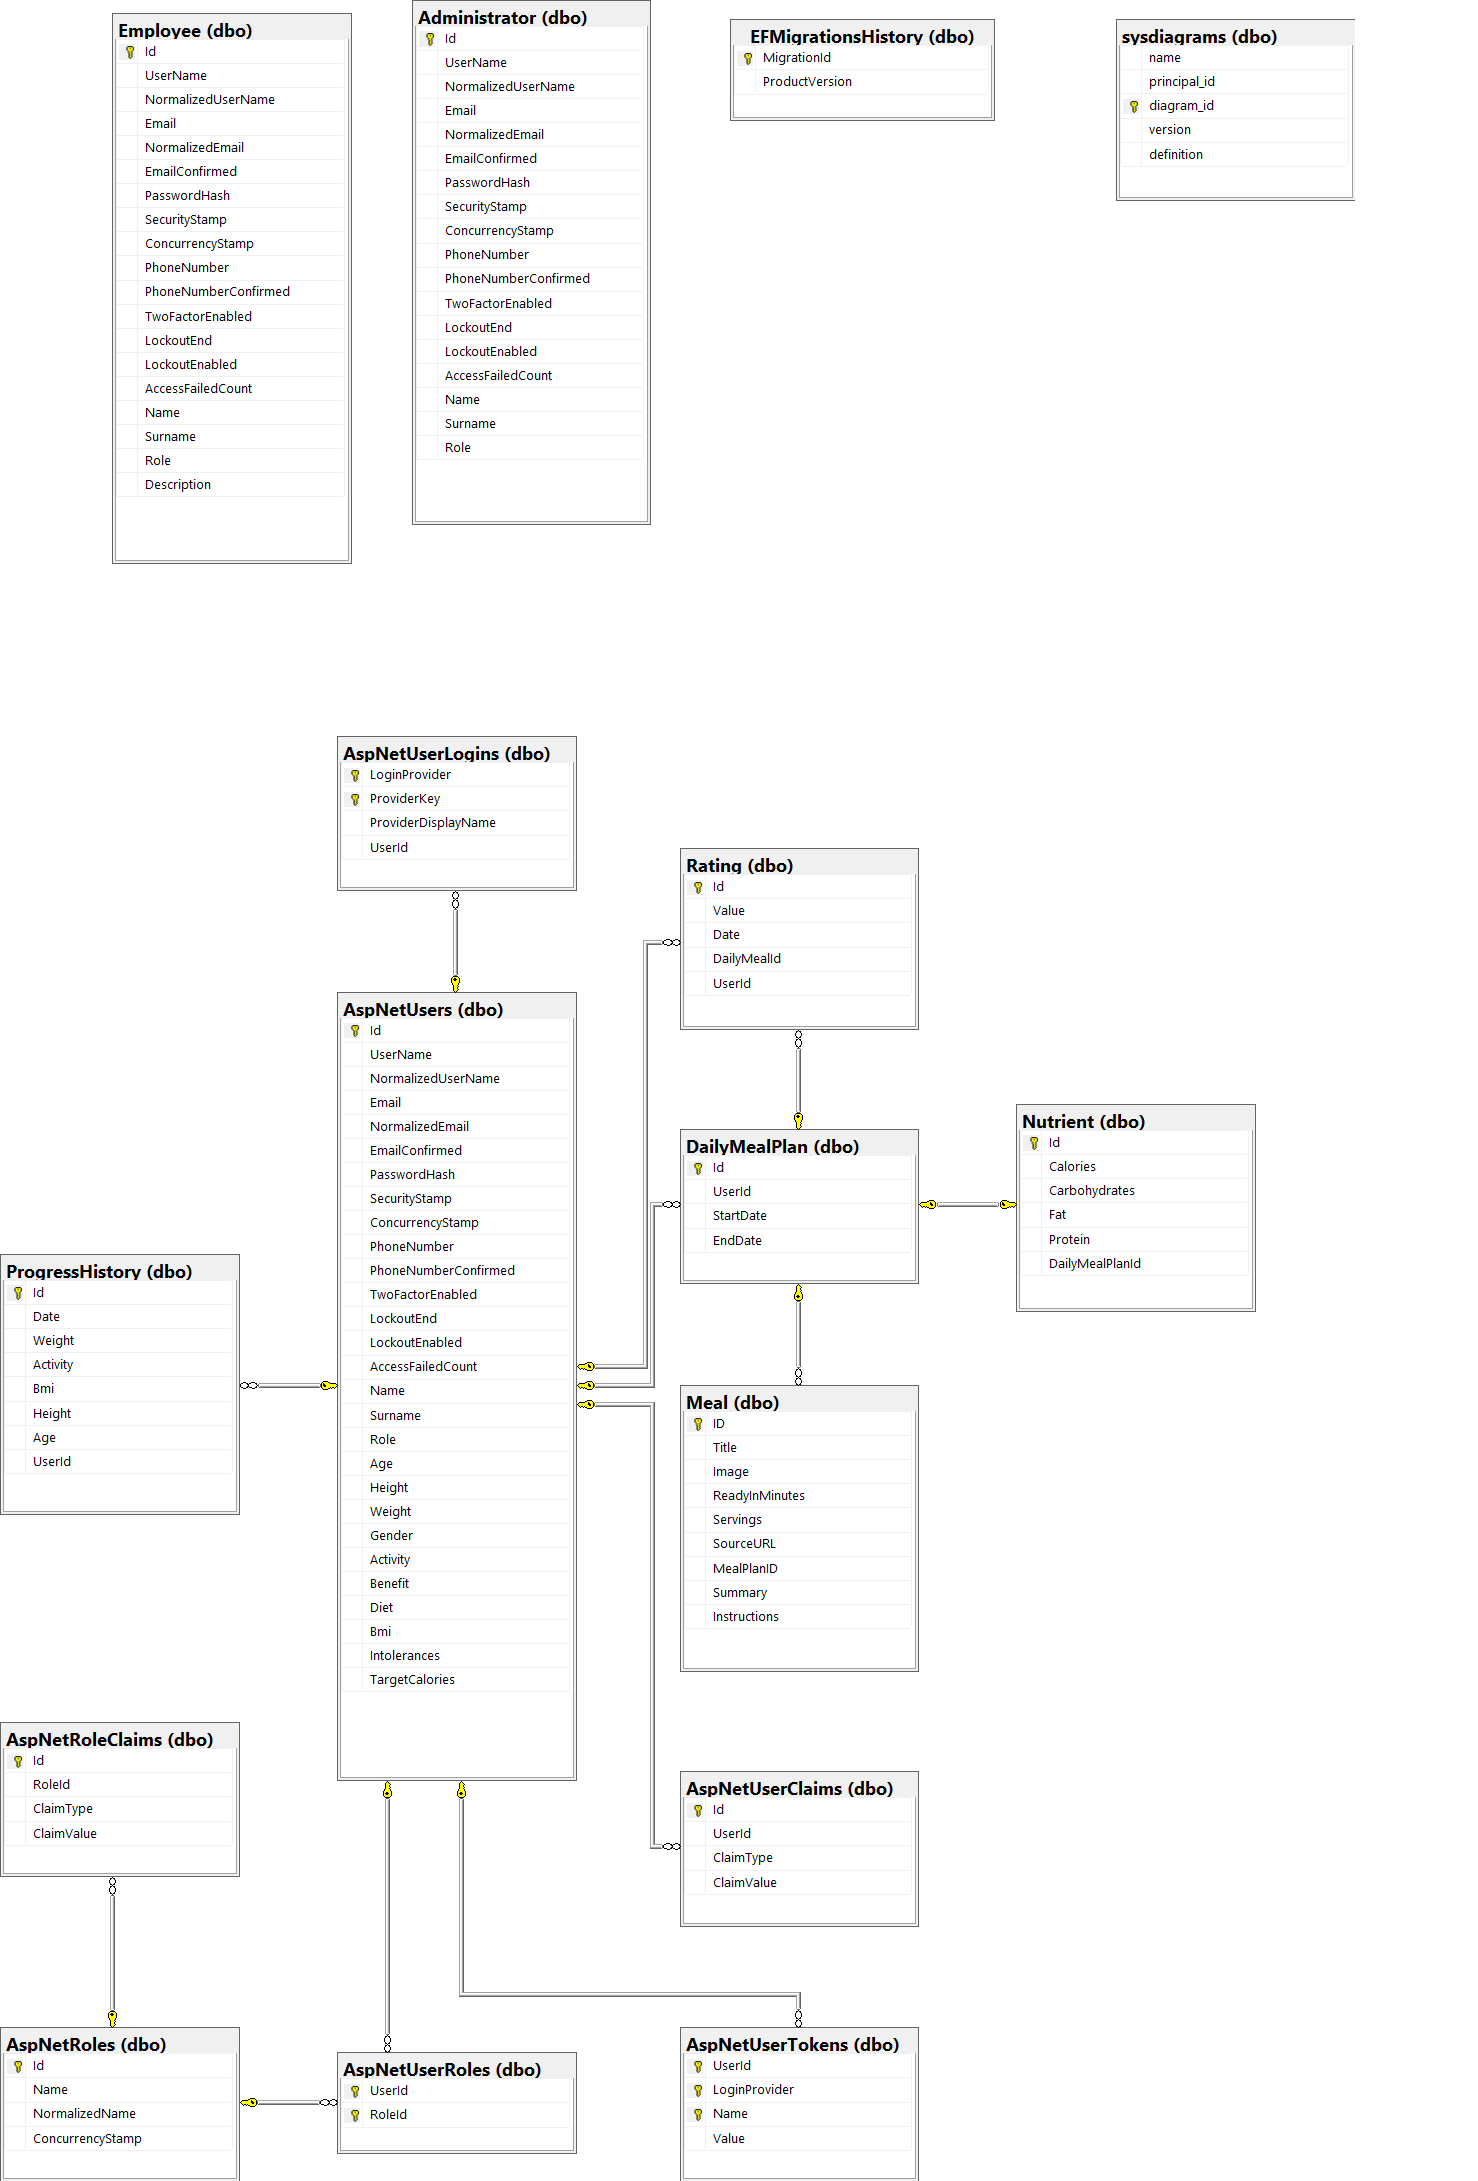 Employee (dbo)
Id
UserName
NormalizedUserName
Email
NormalizedEmail
EmailConfirmed
PasswordHash
SecurityStamp
ConcurrencyStamp
PhoneNumber
PhoneNumberConfirmed
TwoFactorEnabled
LockoutEnd
LockoutEnabled
AccessFailedCount
Name
Surname
Role
Description
Administrator (dbo)
Id
UserName
NormalizedUserName
Email
NormalizedEmail
EmailConfirmed
PasswordHash
SecurityStamp
ConcurrencyStamp
PhoneNumber
PhoneNumberConfirmed
TwoFactorEnabled
LockoutEnd
LockoutEnabled
AccessFailedCount
Name
Surname
Role
EFMigrationsHistory (dbo)
MigrationId
ProductVersion
sysdiagrams (dbo)
name
principal_id
diagram_id
version
definition
AspNetUserLogins (dbo)
LoginProvider
ProviderKey
ProviderDisplayName
UserId
Rating (dbo)
Id
Value
Date
DailyMealId
UserId
AspNetUsers (dbo)
Id
UserName
NormalizedUserName
Email
NormalizedEmail
EmailConfirmed
PasswordHash
SecurityStamp
ConcurrencyStamp
PhoneNumber
PhoneNumberConfirmed
TwoFactorEnabled
LockoutEnd
LockoutEnabled
AccessFailedCount
Name
Surname
Role
Age
Height
Weight
Gender
Activity
Benefit
Diet
Bmi
Intolerances
TargetCalories
DailyMealPlan (dbo)
Id
UserId
StartDate
EndDate
Nutrient (dbo)
Id
Calories
Carbohydrates
Fat
Protein
DailyMealPlanId
ProgressHistory (dbo)
Id
Date
Weight
Activity
Bmi
Height
Age
UserId
Meal (dbo)
ID
Title
Image
ReadyInMinutes
Servings
SourceURL
MealPlanID
Summary
Instructions
AspNetRoleClaims (dbo)
Id
RoleId
ClaimType
ClaimValue
AspNetUserClaims (dbo)
Id
UserId
ClaimType
ClaimValue
AspNetRoles (dbo)
Id
Name
NormalizedName
ConcurrencyStamp
AspNetUserRoles (dbo)
UserId
RoleId
AspNetUserTokens (dbo)
UserId
LoginProvider
Name
Value